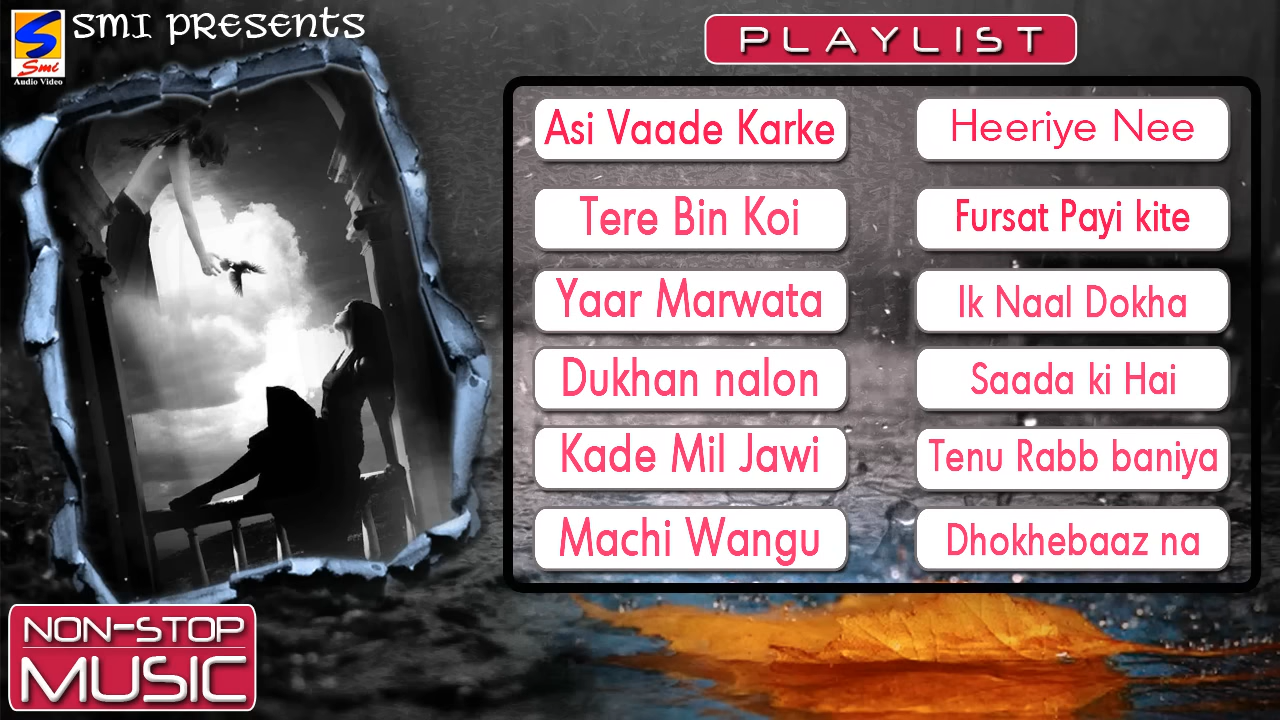 SMI PRESENTS
S
Smi
Audio Video
PLAYLIST
Asi Vaade Karke
Heeriye Nee
Tere Bin Koi
Fursat Payi kite
Yaar Marwata
Ik Naal Dokha
Dukhan nalon
Saada ki Hai
Kade Mil Jawi
Tenu Rabb baniya
Machi Wangu
Dhokhebaaz na
NON-STOP
MUSIC